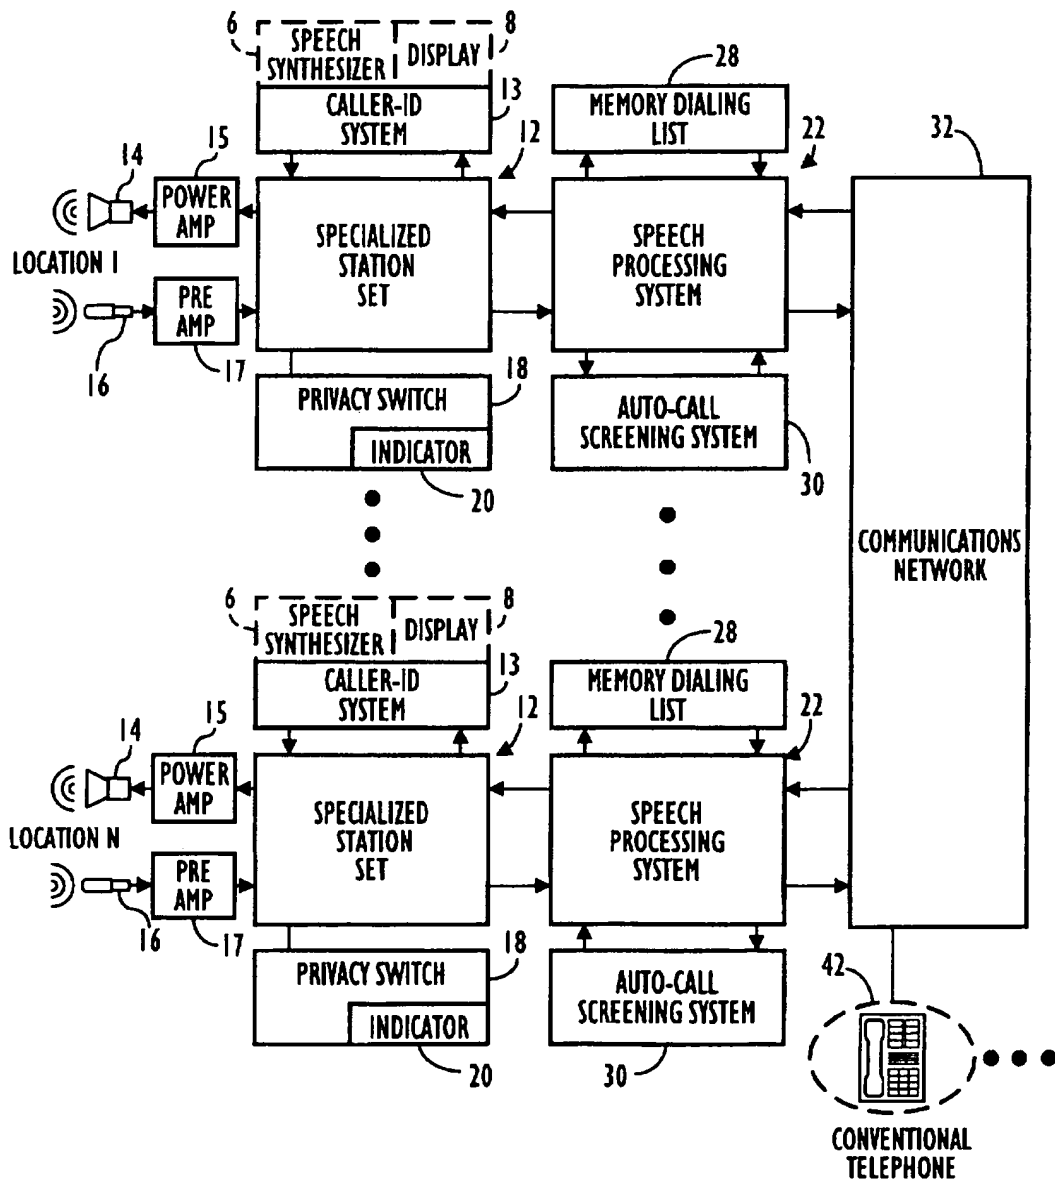 6
SPEECH
SYNTHESIZER
DISPLAY
8
CALLER-ID
SYSTEM
13
28
MEMORY DIALING
LIST
22
32
14
15
POWER
AMP
12
SPECIALIZED
STATION
SET
SPEECH
PROCESSING
SYSTEM
LOCATION 1
PRE
AMP
16
17
PRIVACY SWITCH
18
INDICATOR
20
AUTO-CALL
SCREENING SYSTEM
30
COMMUNICATIONS
NETWORK
6
SPEECH
SYNTHESIZER
DISPLAY
8
CALLER-ID
SYSTEM
13
28
MEMORY DIALING
LIST
22
14
15
POWER
AMP
12
SPECIALIZED
STATION
SET
SPEECH
PROCESSING
SYSTEM
LOCATION N
PRE
AMP
16
17
PRIVACY SWITCH
18
INDICATOR
20
AUTO-CALL
SCREENING SYSTEM
30
42
CONVENTIONAL
TELEPHONE